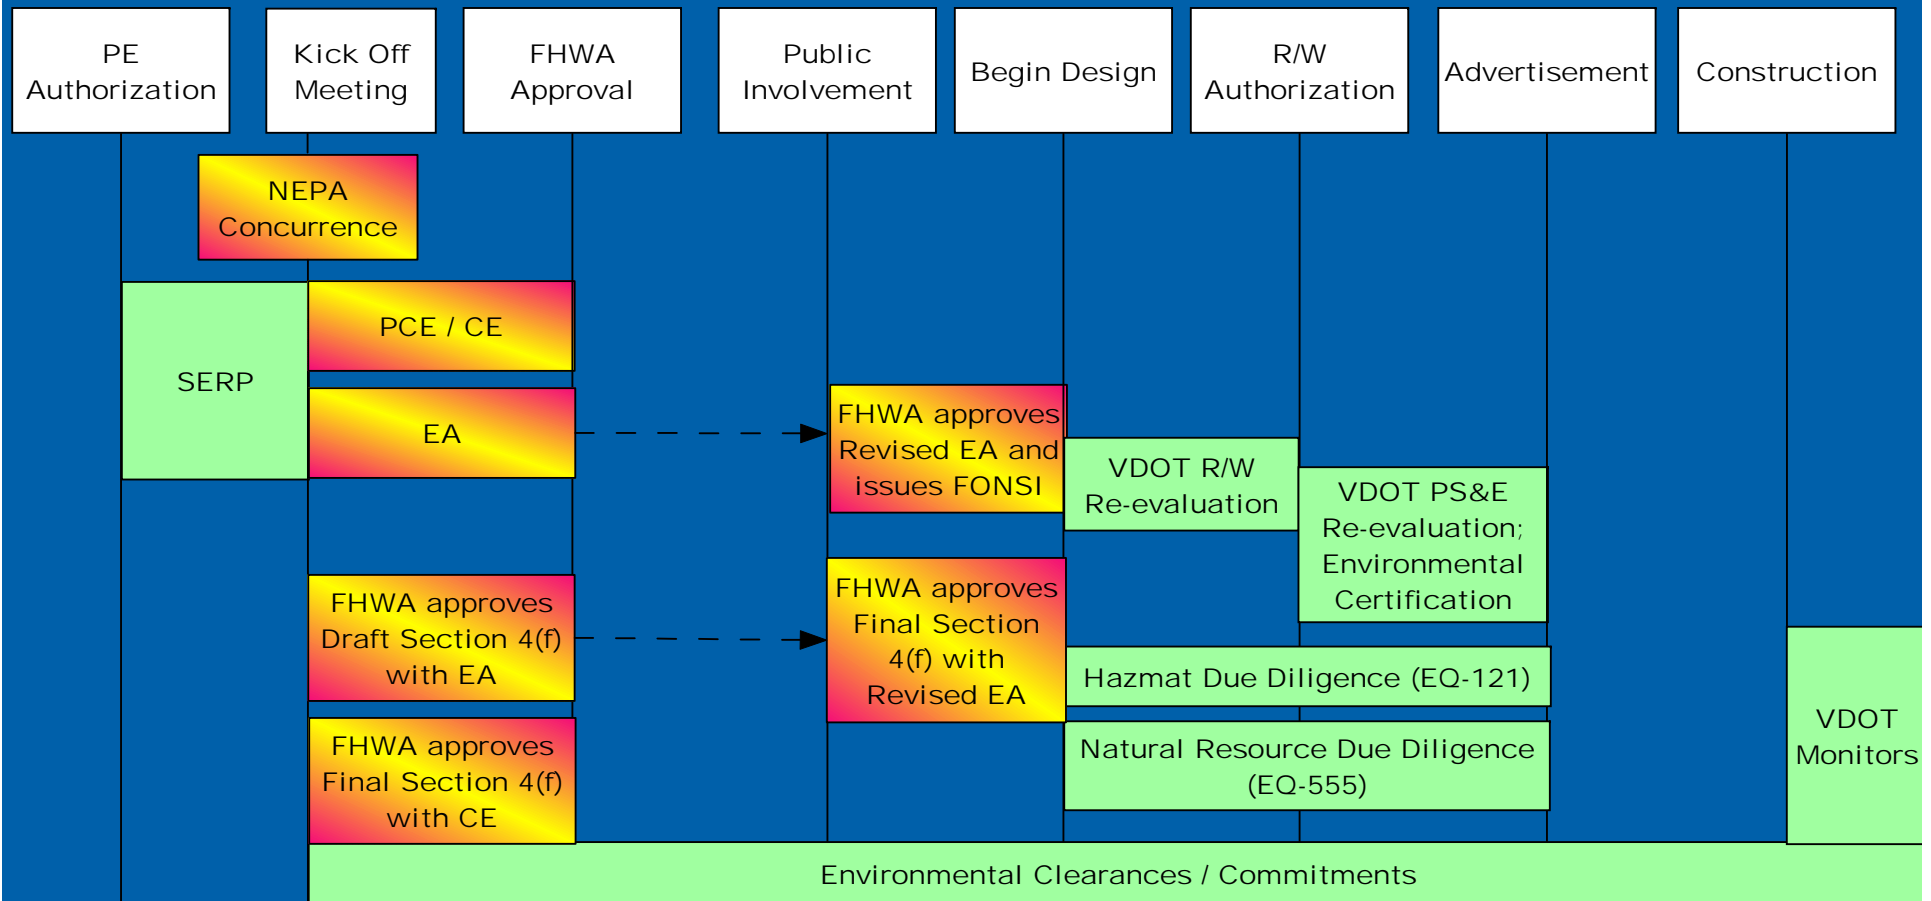 PE
Authorization
Kick Off
Meeting
FHWA
Approval
Public
Involvement
Begin Design
R/W
Authorization
Advertisement
Construction
NEPA
Concurrence
SERP
PCE / CE
EA
FHWA approves
Revised EA and
issues FONSI
VDOT R/W
Re-evaluation
VDOT PS&E
Re-evaluation;
Environmental
Certification
FHWA approves
Draft Section 4(f)
with EA
FHWA approves
Final Section
4(f) with
Revised EA
Hazmat Due Diligence (EQ-121)
Natural Resource Due Diligence
(EQ-555)
VDOT
Monitors
FHWA approves
Final Section 4(f)
with CE
Environmental Clearances / Commitments